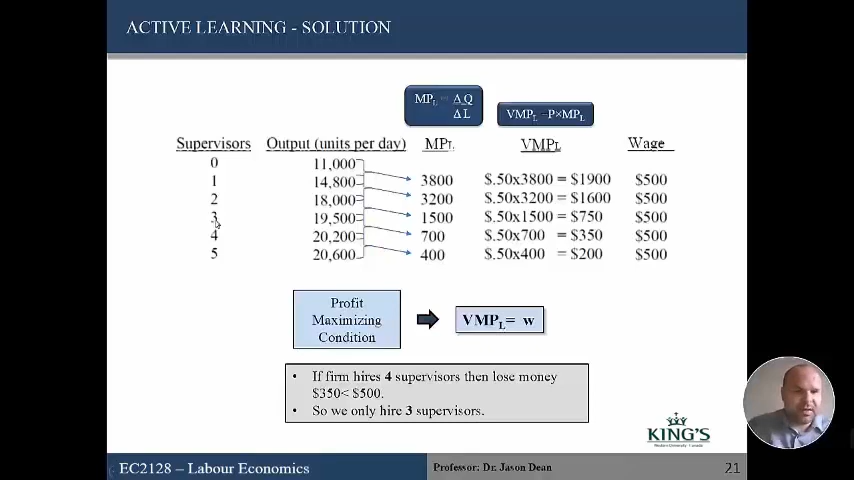 ACTIVE LEARNING - SOLUTION
MPL = ΔQ
ΔL
VMPL =P×MPL
Supervisors Output (units per day) MPL VMPL Wage
0 11,000
1 14,800 3800 $.50x3800 = $1900 $500
2 18,000 3200 $.50x3200 = $1600 $500
3 19,500 1500 $.50x1500 = $750 $500
4 20,200 700 $.50x700 = $350 $500
5 20,600 400 $.50x400 = $200 $500
Profit
Maximizing
Condition
VMPL= w
• If firm hires 4 supervisors then lose money
$350< $500.
• So we only hire 3 supervisors.
KING'S
EC2128 – Labour Economics
Professor: Dr. Jason Dean
21